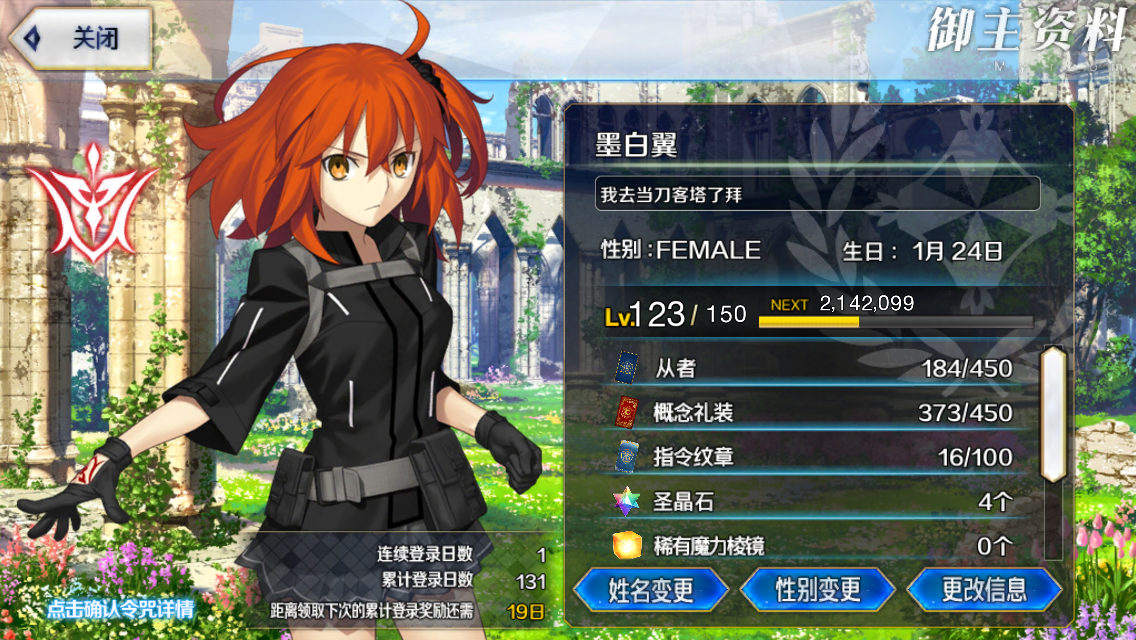 关闭
御主资料
墨白翼
我去当刀客塔了拜
性别:FEMALE 生日: 1月24日
Lv.123/150 NEXT 2,142,099
从者 184/450
概念礼装 373/450
指令纹章 16/100
圣晶石 4个
稀有魔力棱镜 0个
连续登录日数 1
累计登录日数 131
距离领取下次的累计登录奖励还需 19日
点击确认令咒详情
姓名变更 性别变更 更改信息